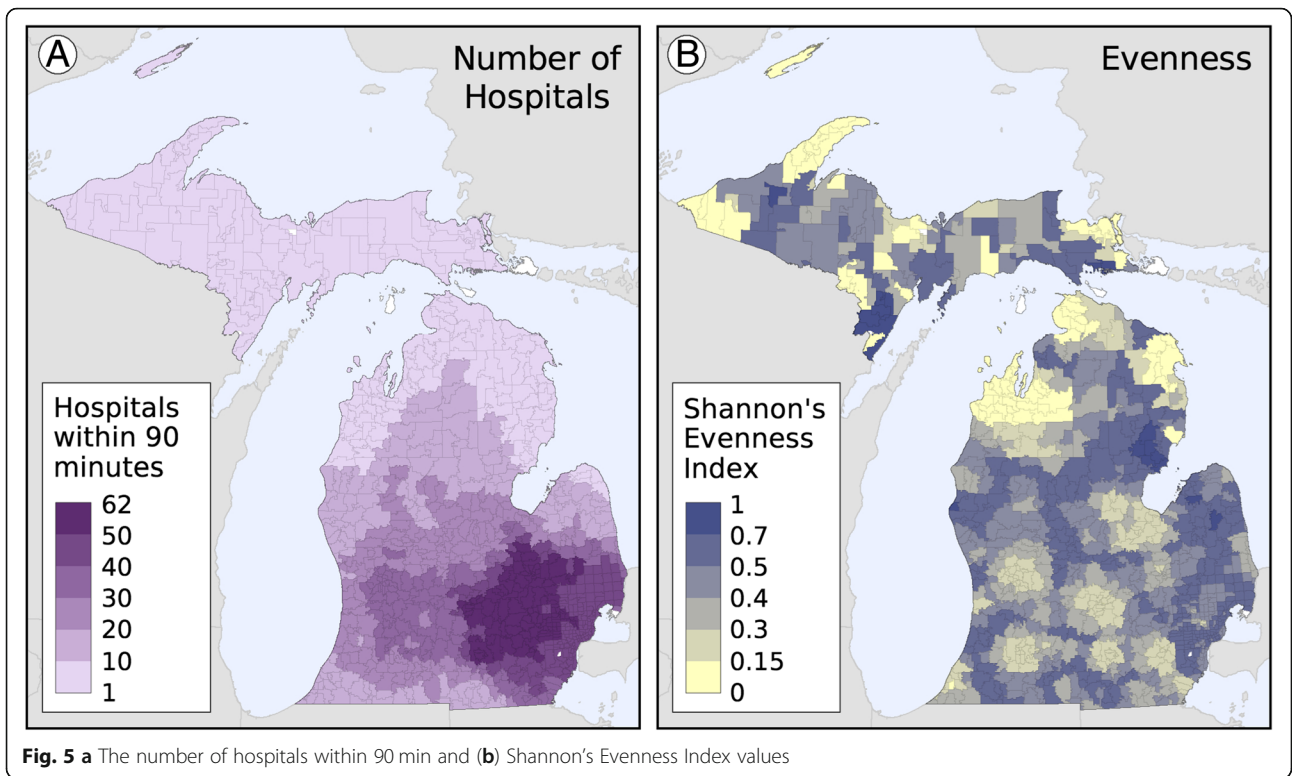 A
Number of
Hospitals
Hospitals
within 90
minutes
62
50
40
30
20
10
1
B
Evenness
Shannon's
Evenness
Index
1
0.7
0.5
0.4
0.3
0.15
0
Fig. 5 a The number of hospitals within 90 min and (b) Shannon’s Evenness Index values